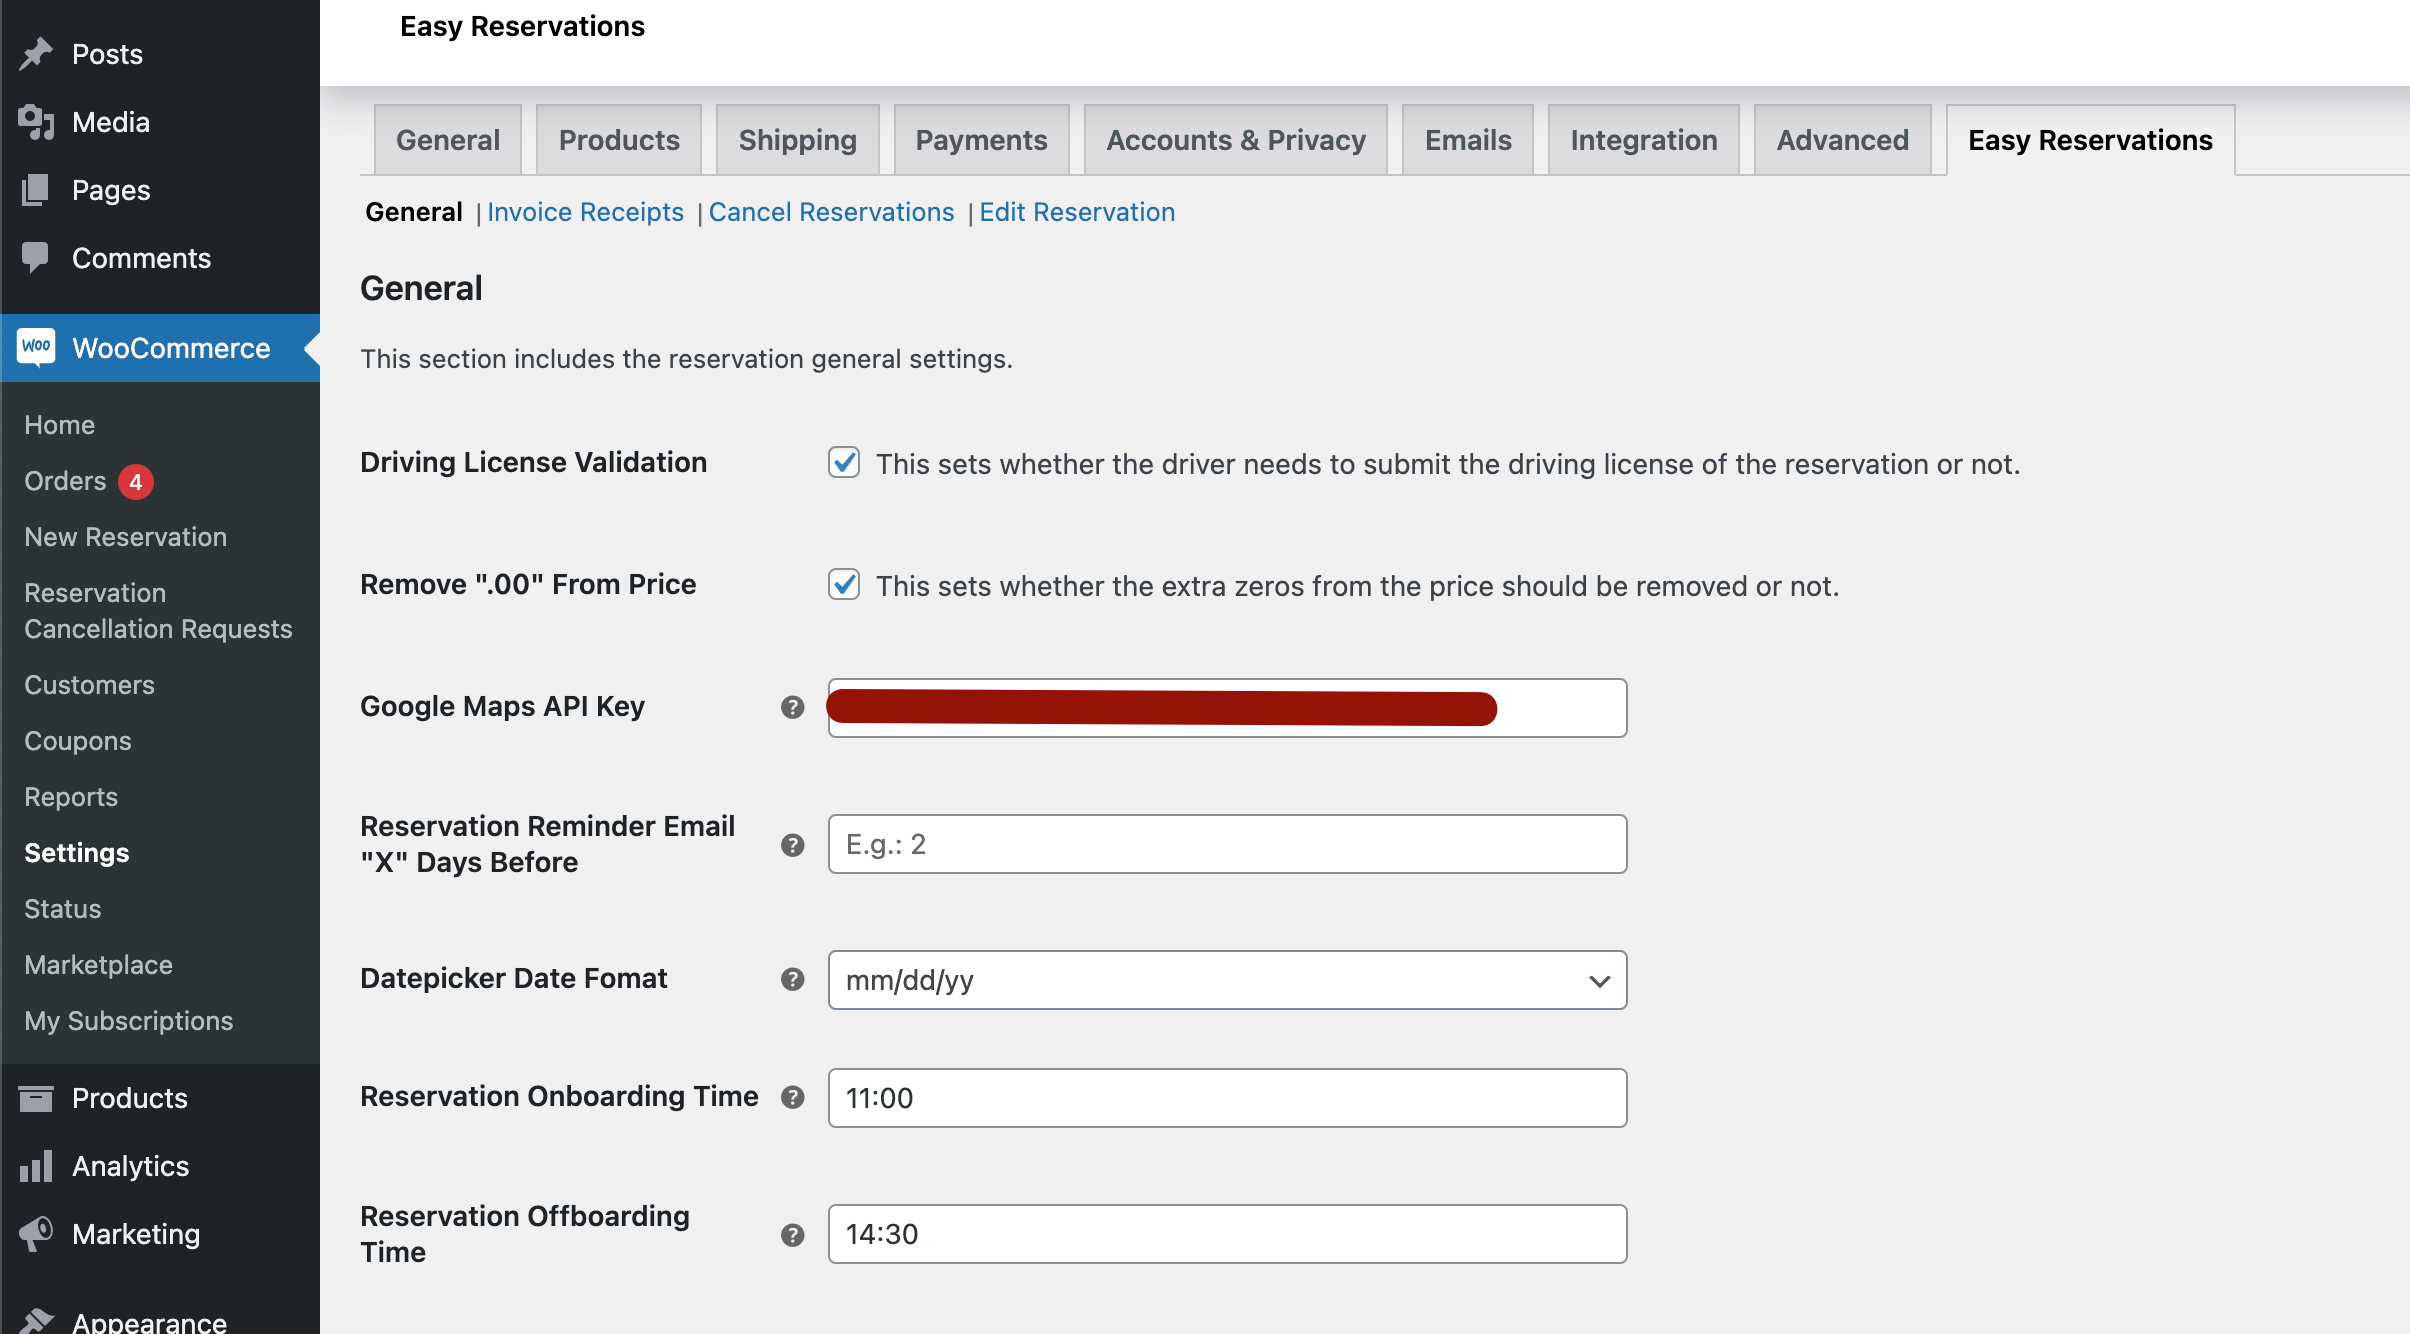 Easy Reservations
Posts
Media
Pages
Comments
Woo WooCommerce
Home
Orders 4
New Reservation
Reservation
Cancellation Requests
Customers
Coupons
Reports
Settings
Status
Marketplace
My Subscriptions
Products
Analytics
Marketing
Appearance
General Products Shipping Payments Accounts & Privacy Emails Integration Advanced Easy Reservations
General | Invoice Receipts | Cancel Reservations | Edit Reservation
General
This section includes the reservation general settings.
Driving License Validation This sets whether the driver needs to submit the driving license of the reservation or not.
Remove ".00" From Price This sets whether the extra zeros from the price should be removed or not.
Google Maps API Key ?
Reservation Reminder Email
"X" Days Before ? E.g.: 2
Datepicker Date Fomat ? mm/dd/yy
Reservation Onboarding Time ? 11:00
Reservation Offboarding
Time ? 14:30